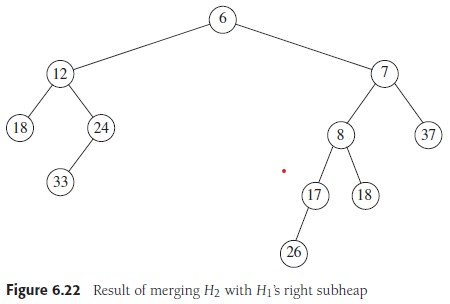 6
12 7
18 24 8 37
33 17 18
26
Figure 6.22 Result of merging H2 with H1's right subheap